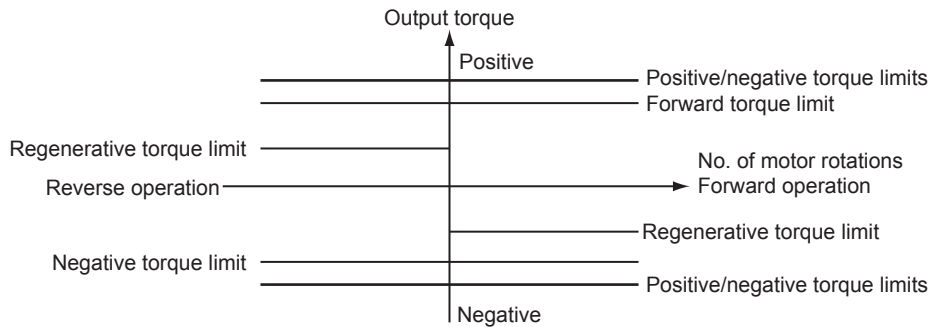 Output torque
Positive
Positive/negative torque limits
Forward torque limit
Regenerative torque limit
No. of motor rotations
Reverse operation
Forward operation
Regenerative torque limit
Negative torque limit
Positive/negative torque limits
Negative